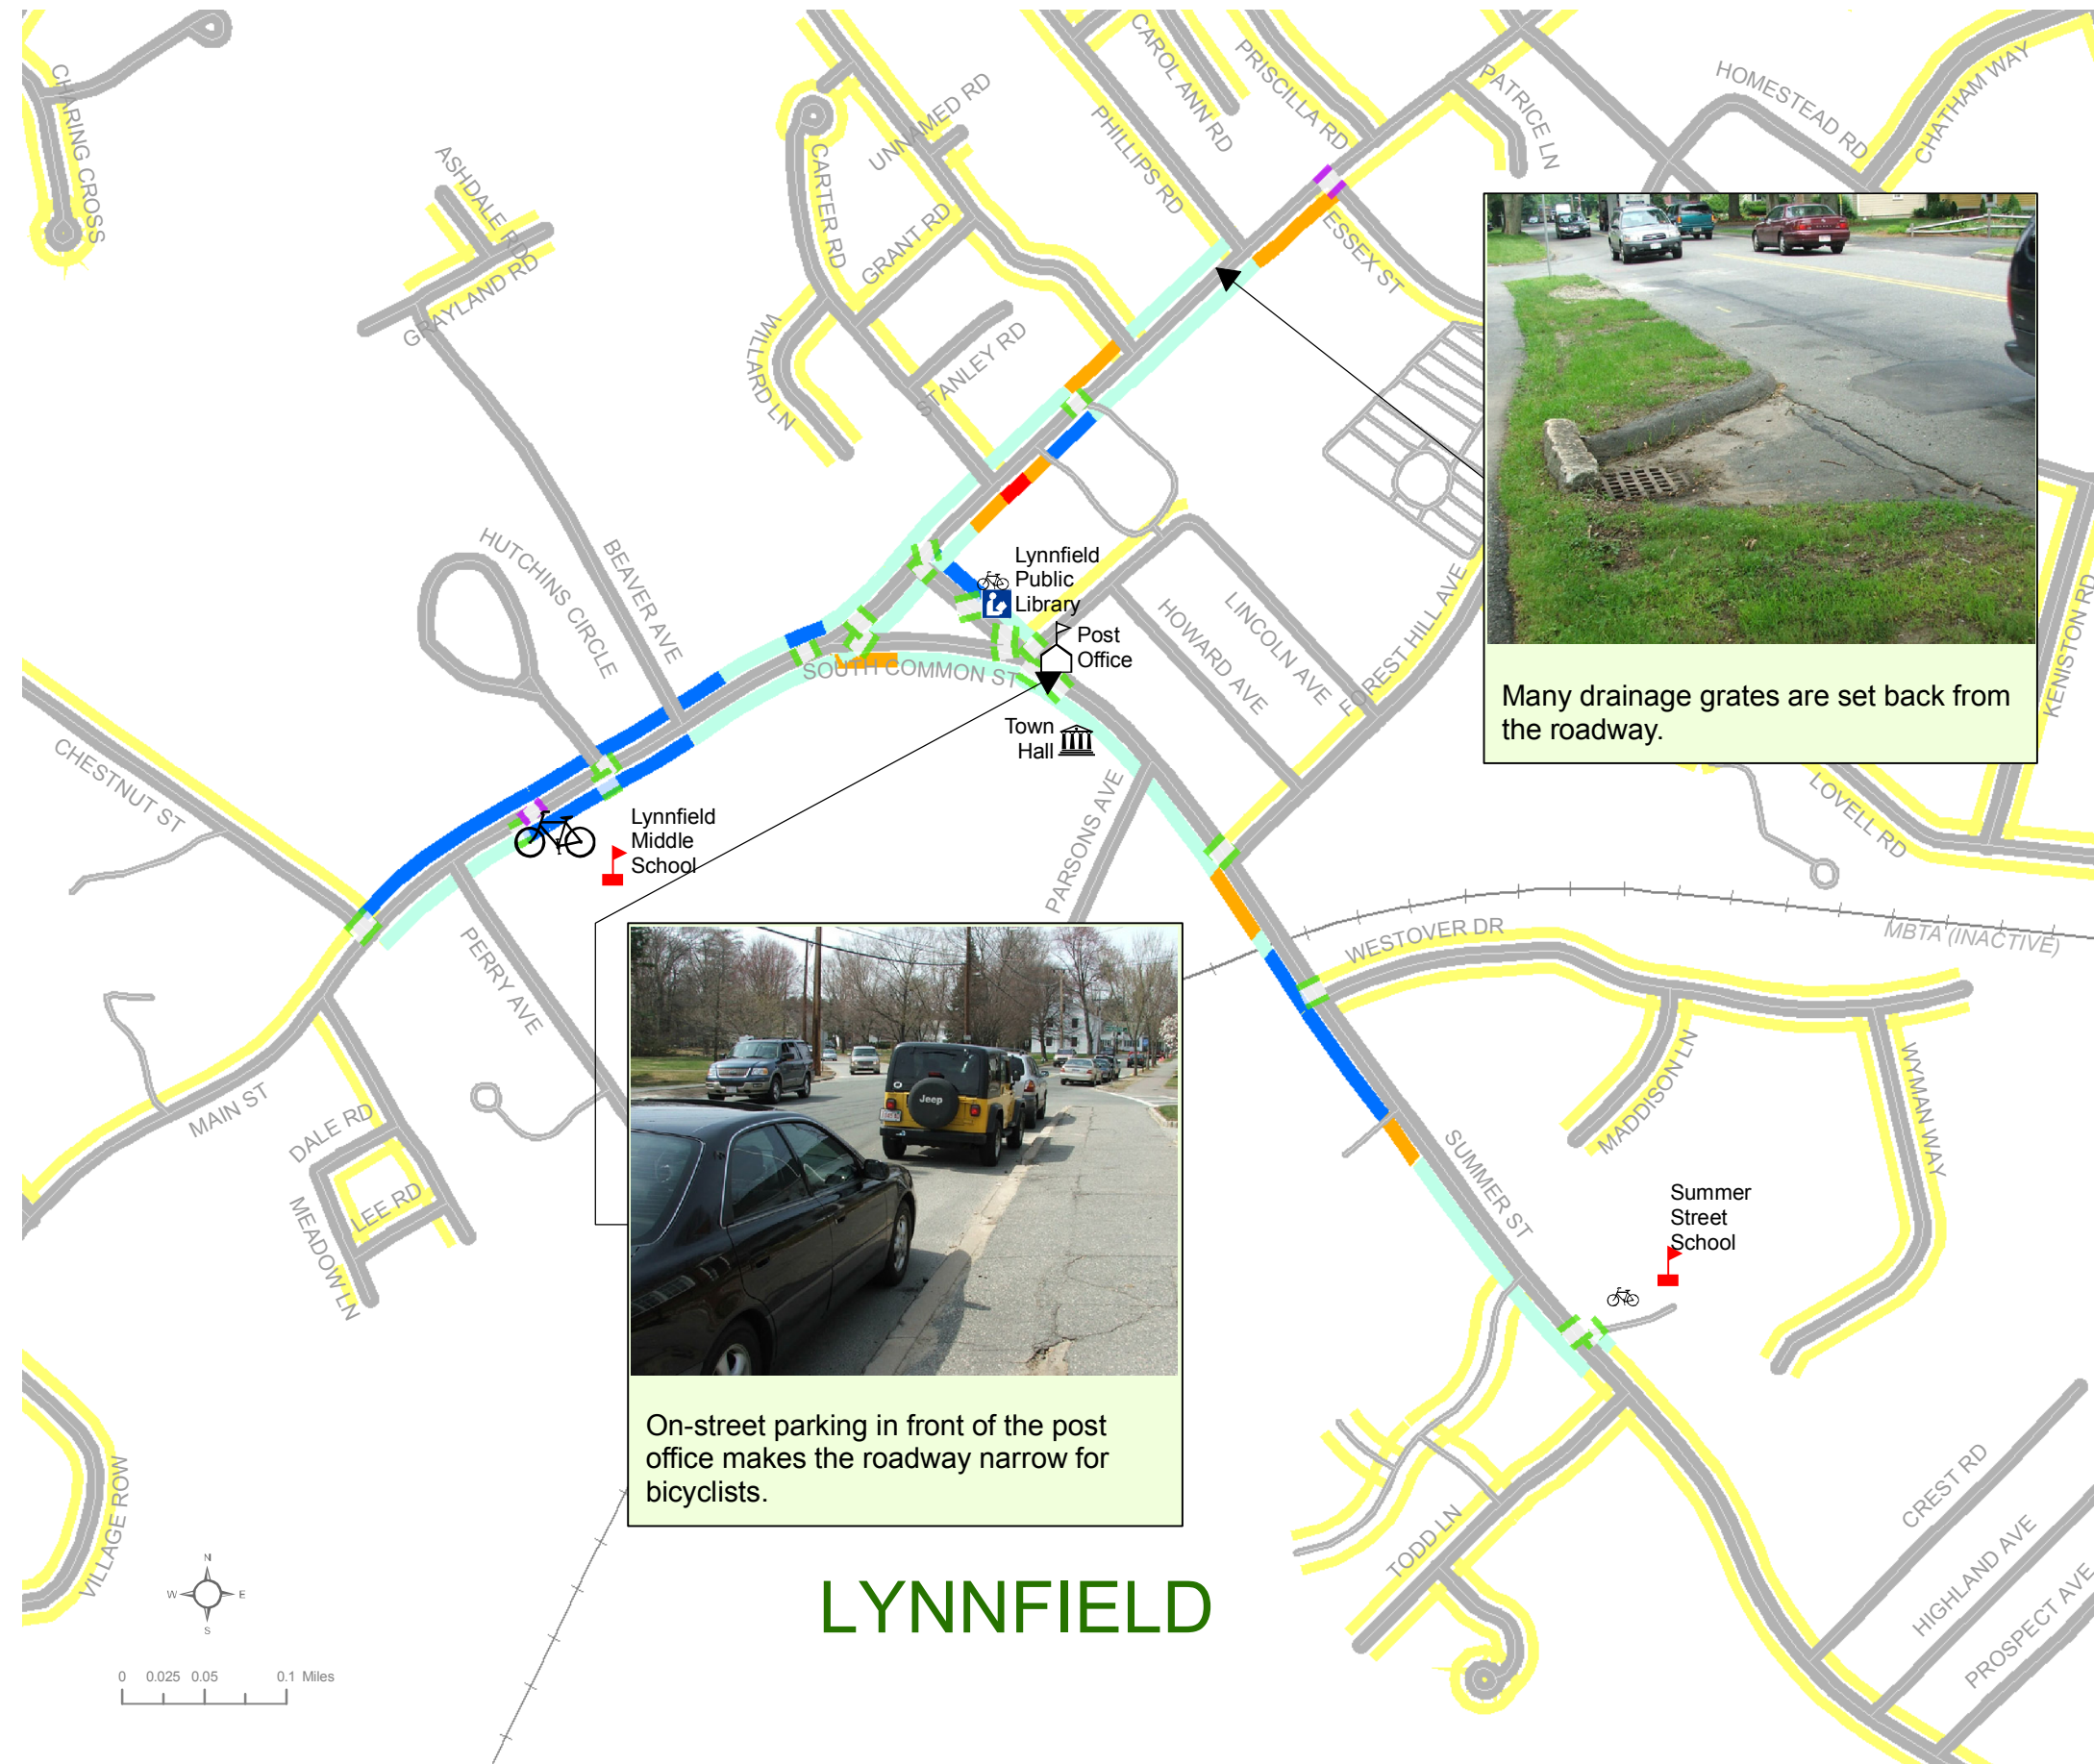 CHARING CROSS
ASHDALE RD
GRAYLAND RD
UNNAMED RD
CARTER RD
GRANT RD
WILLARD LN
STANLEY RD
PHILLIPS RD
CAROL ANN RD
PRISCILLA RD
PATRICE LN
HOMESTEAD RD
CHATHAM WAY
ESSEX ST
HUTCHINS CIRCLE
BEAVER AVE
Lynnfield
Public
Library
Post
Office
SOUTH COMMON ST
Town
Hall
HOWARD AVE
LINCOLN AVE
FOREST HILL AVE
KENISTON RD
LOVELL RD
Many drainage grates are set back from
the roadway.
CHESTNUT ST
Lynnfield
Middle
School
PARSONS AVE
PERRY AVE
WESTOVER DR
MBTA (INACTIVE)
MAIN ST
DALE RD
LEE RD
MEADOW LN
MADDISON LN
WYMAN WAY
SUMMER ST
Summer
Street
School
Jeep
On-street parking in front of the post
office makes the roadway narrow for
bicyclists.
VILLAGE ROW
TODD LN
CREST RD
HIGHLAND AVE
PROSPECT AVE
LYNNFIELD
N
W E
S
0 0.025 0.05 0.1 Miles